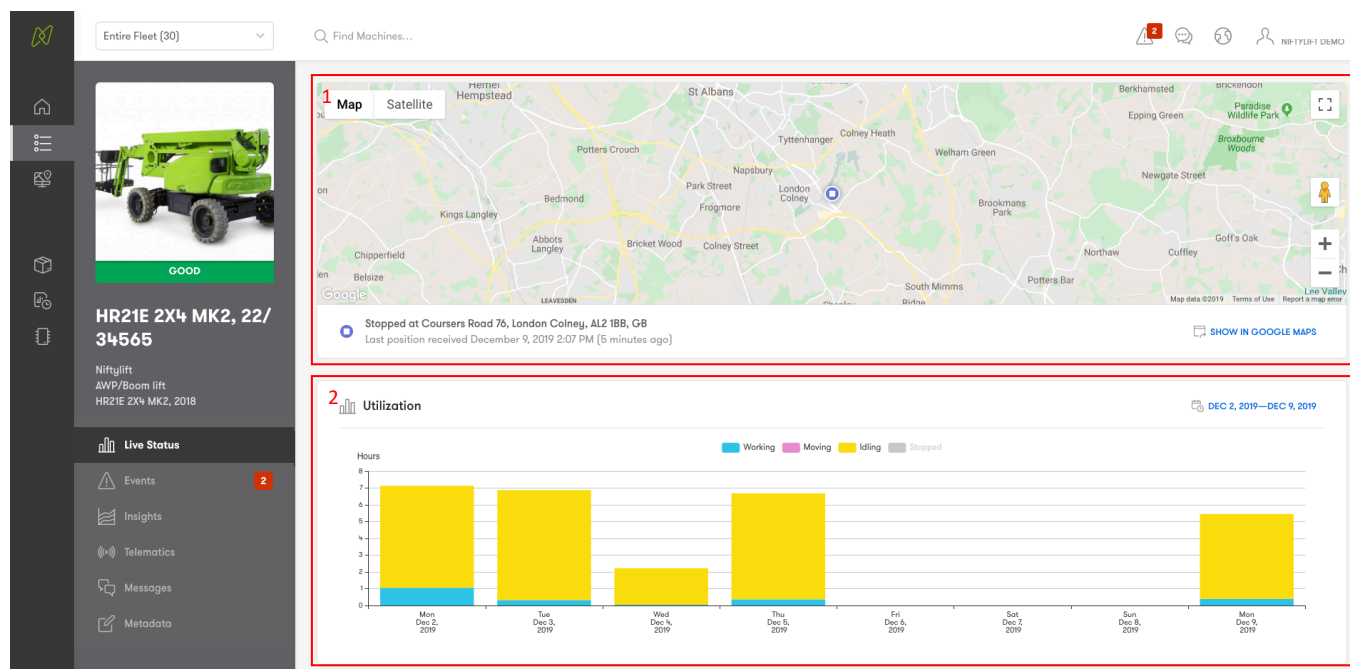 Entire Fleet (30)
Find Machines...
2
NIFTYLIFT DEMO
GOOD
HR21E 2X4 MK2, 22/
34565
Niftylift
AWP/Boom lift
HR21E 2X4 MK2, 2018
Live Status
Events
2
Insights
Telematics
Messages
Metadata
1
Map
Satellite
Hemel
Hempstead
St Albans
Berkhamsted
Brickendon
Epping Green
Paradise
Wildlife Park
Tyttenhanger
Colney Heath
Potters Crouch
Welham Green
Broxbourne
Woods
Napsbury
Newgate Street
Park Street
London
Colney
Bedmond
Frogmore
Brookmans
Park
Kings Langley
Abbots
Langley
Bricket Wood
Colney Street
Goff's Oak
Chipperfield
Northaw
Cuffley
Belsize
Potters Bar
South Mimms
Ridge
LEAVESDEN
Lee Valley
Google
Map data ©2019
Terms of Use
Report a map error
Stopped at Coursers Road 76, London Colney, AL2 1BB, GB
Last position received December 9, 2019 2:07 PM (5 minutes ago)
SHOW IN GOOGLE MAPS
2
Utilization
DEC 2, 2019—DEC 9, 2019
Working
Moving
Idling
Stopped
Hours
8
7
6
5
4
3
2
1
0
Mon
Dec 2,
2019
Tue
Dec 3,
2019
Wed
Dec 4,
2019
Thu
Dec 5,
2019
Fri
Dec 6,
2019
Sat
Dec 7,
2019
Sun
Dec 8,
2019
Mon
Dec 9,
2019